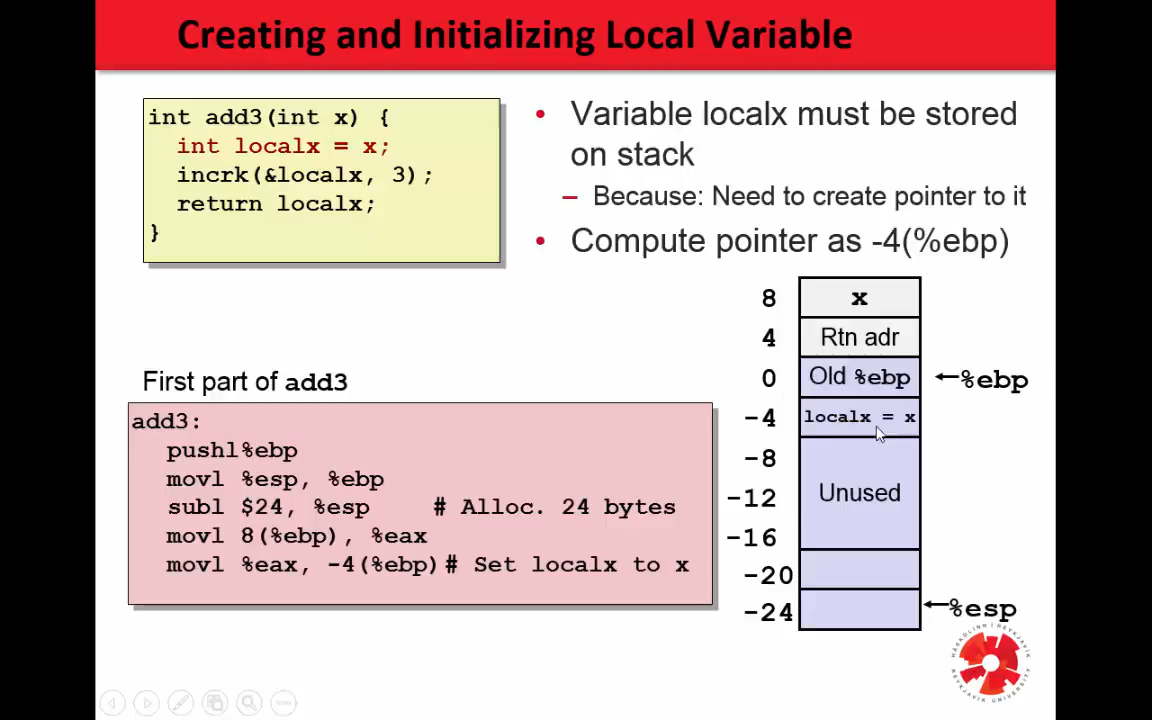 Creating and Initializing Local Variable
int add3(int x) {
int localx = x;
incrk(&localx, 3);
return localx;
}
• Variable localx must be stored
on stack
– Because: Need to create pointer to it
• Compute pointer as -4(%ebp)
First part of add3
add3:
pushl%ebp
movl %esp, %ebp
subl $24, %esp # Alloc. 24 bytes
movl 8(%ebp), %eax
movl %eax, -4(%ebp)# Set localx to x
8 x
4 Rtn adr
0 Old %ebp ←%ebp
-4 localx = x
-8
-12 Unused
-16
-20
-24 ←%esp
HÁSKÓLINN Í REYKJAVÍK
REYKJAVIK UNIVERSITY